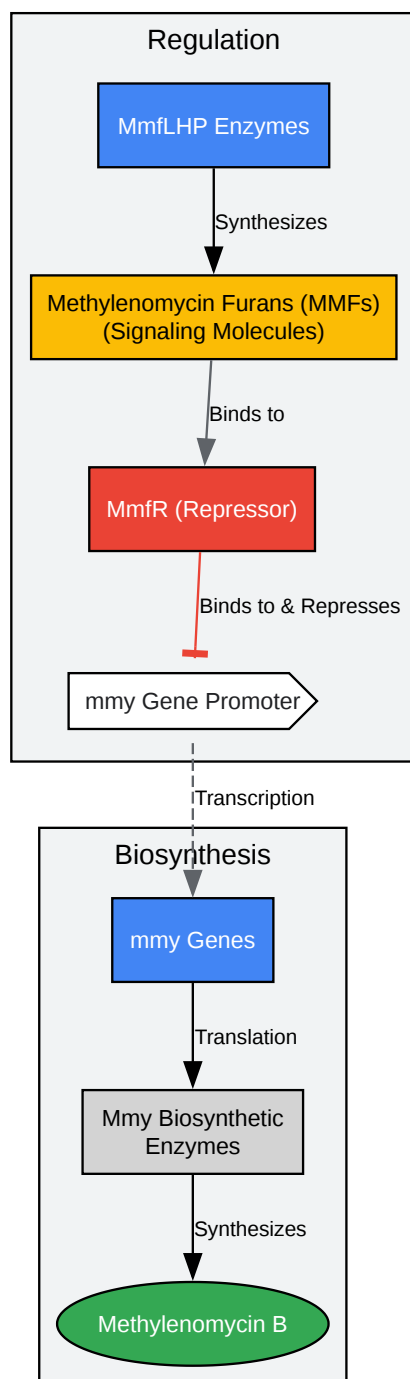 Regulation
MmfLHP Enzymes
Synthesizes
Methylenomycin Furans (MMFs)
(Signaling Molecules)
Binds to
MmfR (Repressor)
Binds to & Represses
mmy Gene Promoter
Transcription
Biosynthesis
mmy Genes
Translation
Mmy Biosynthetic
Enzymes
Synthesizes
Methylenomycin B